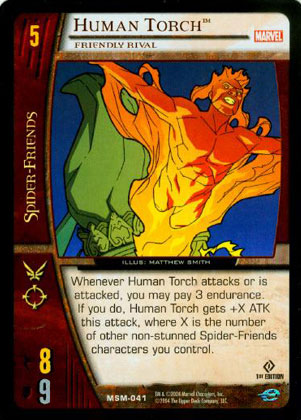 5
HUMAN TORCH™
FRIENDLY RIVAL
MARVEL
SPIDER-FRIENDS
ILLUS: MATTHEW SMITH
Whenever Human Torch attacks or is
attacked, you may pay 3 endurance.
If you do, Human Torch gets +X ATK
this attack, where X is the number
of other non-stunned Spider-Friends
characters you control.
8
9
MSM-041
1st EDITION